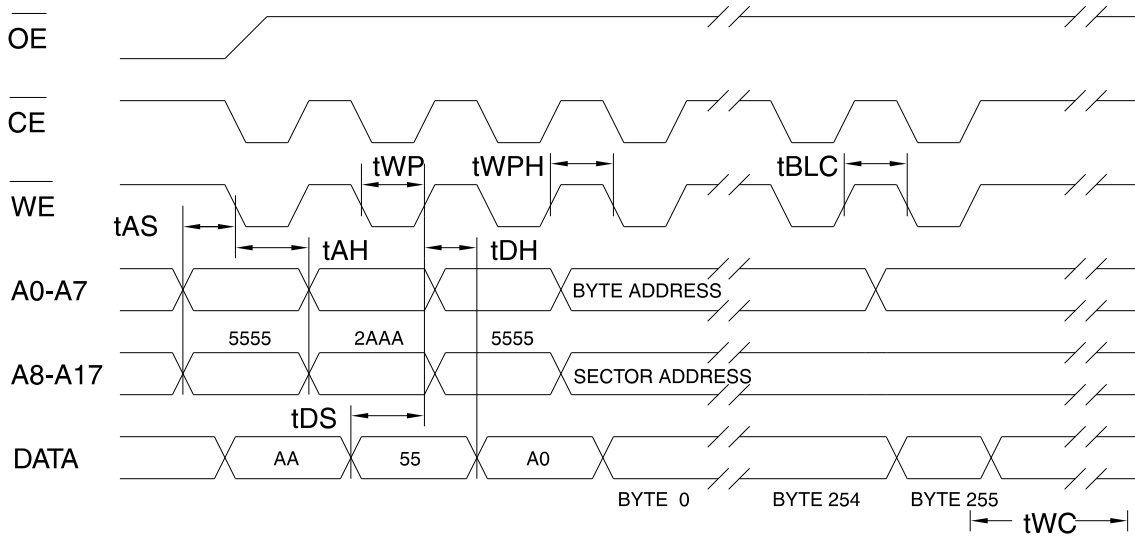 OE
CE
tWP tWPH tBLC
WE
tAS
tAH tDH
A0-A7 BYTE ADDRESS
5555 2AAA 5555
A8-A17 SECTOR ADDRESS
tDS
DATA AA 55 A0
BYTE 0 BYTE 254 BYTE 255
tWC